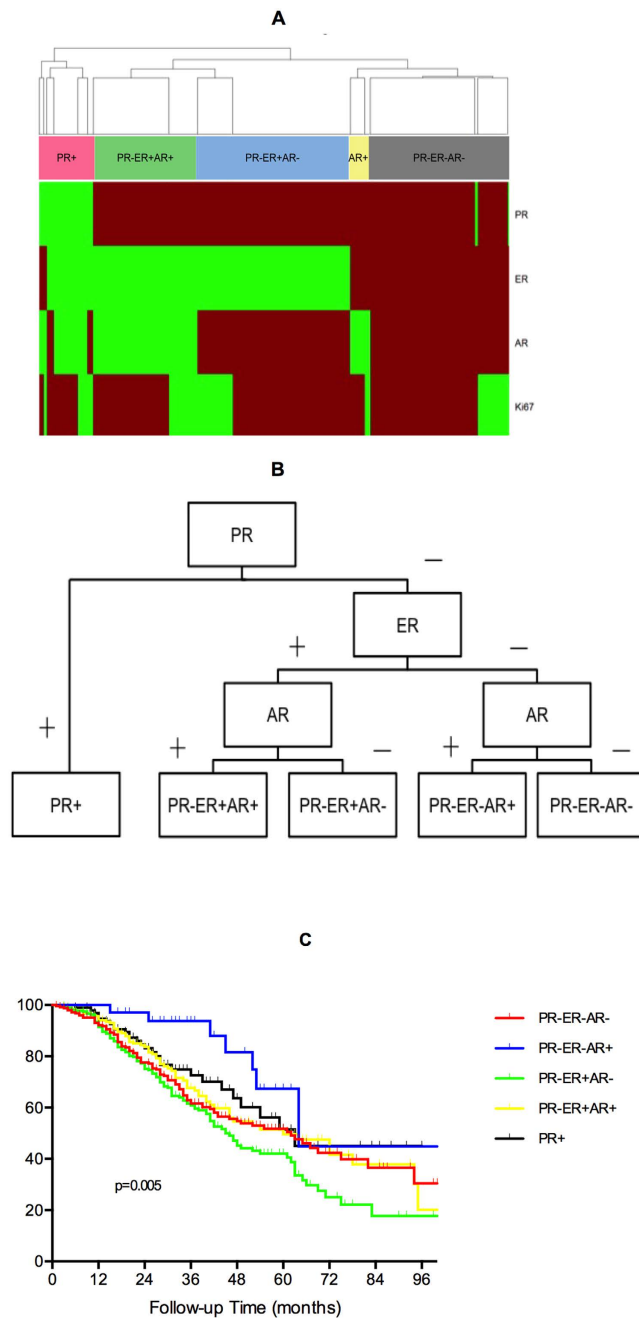 A
PR+ PR-ER+AR+ PR-ER+AR- AR+ PR-ER-AR-
PR
ER
AR
Ki67
B
PR
−
ER
+ −
AR AR
+ + − + −
PR+ PR-ER+AR+ PR-ER+AR- PR-ER-AR+ PR-ER-AR-
C
100
80
60
40
20
0
p=0.005
0 12 24 36 48 60 72 84 96
Follow-up Time (months)
PR-ER-AR-
PR-ER-AR+
PR-ER+AR-
PR-ER+AR+
PR+